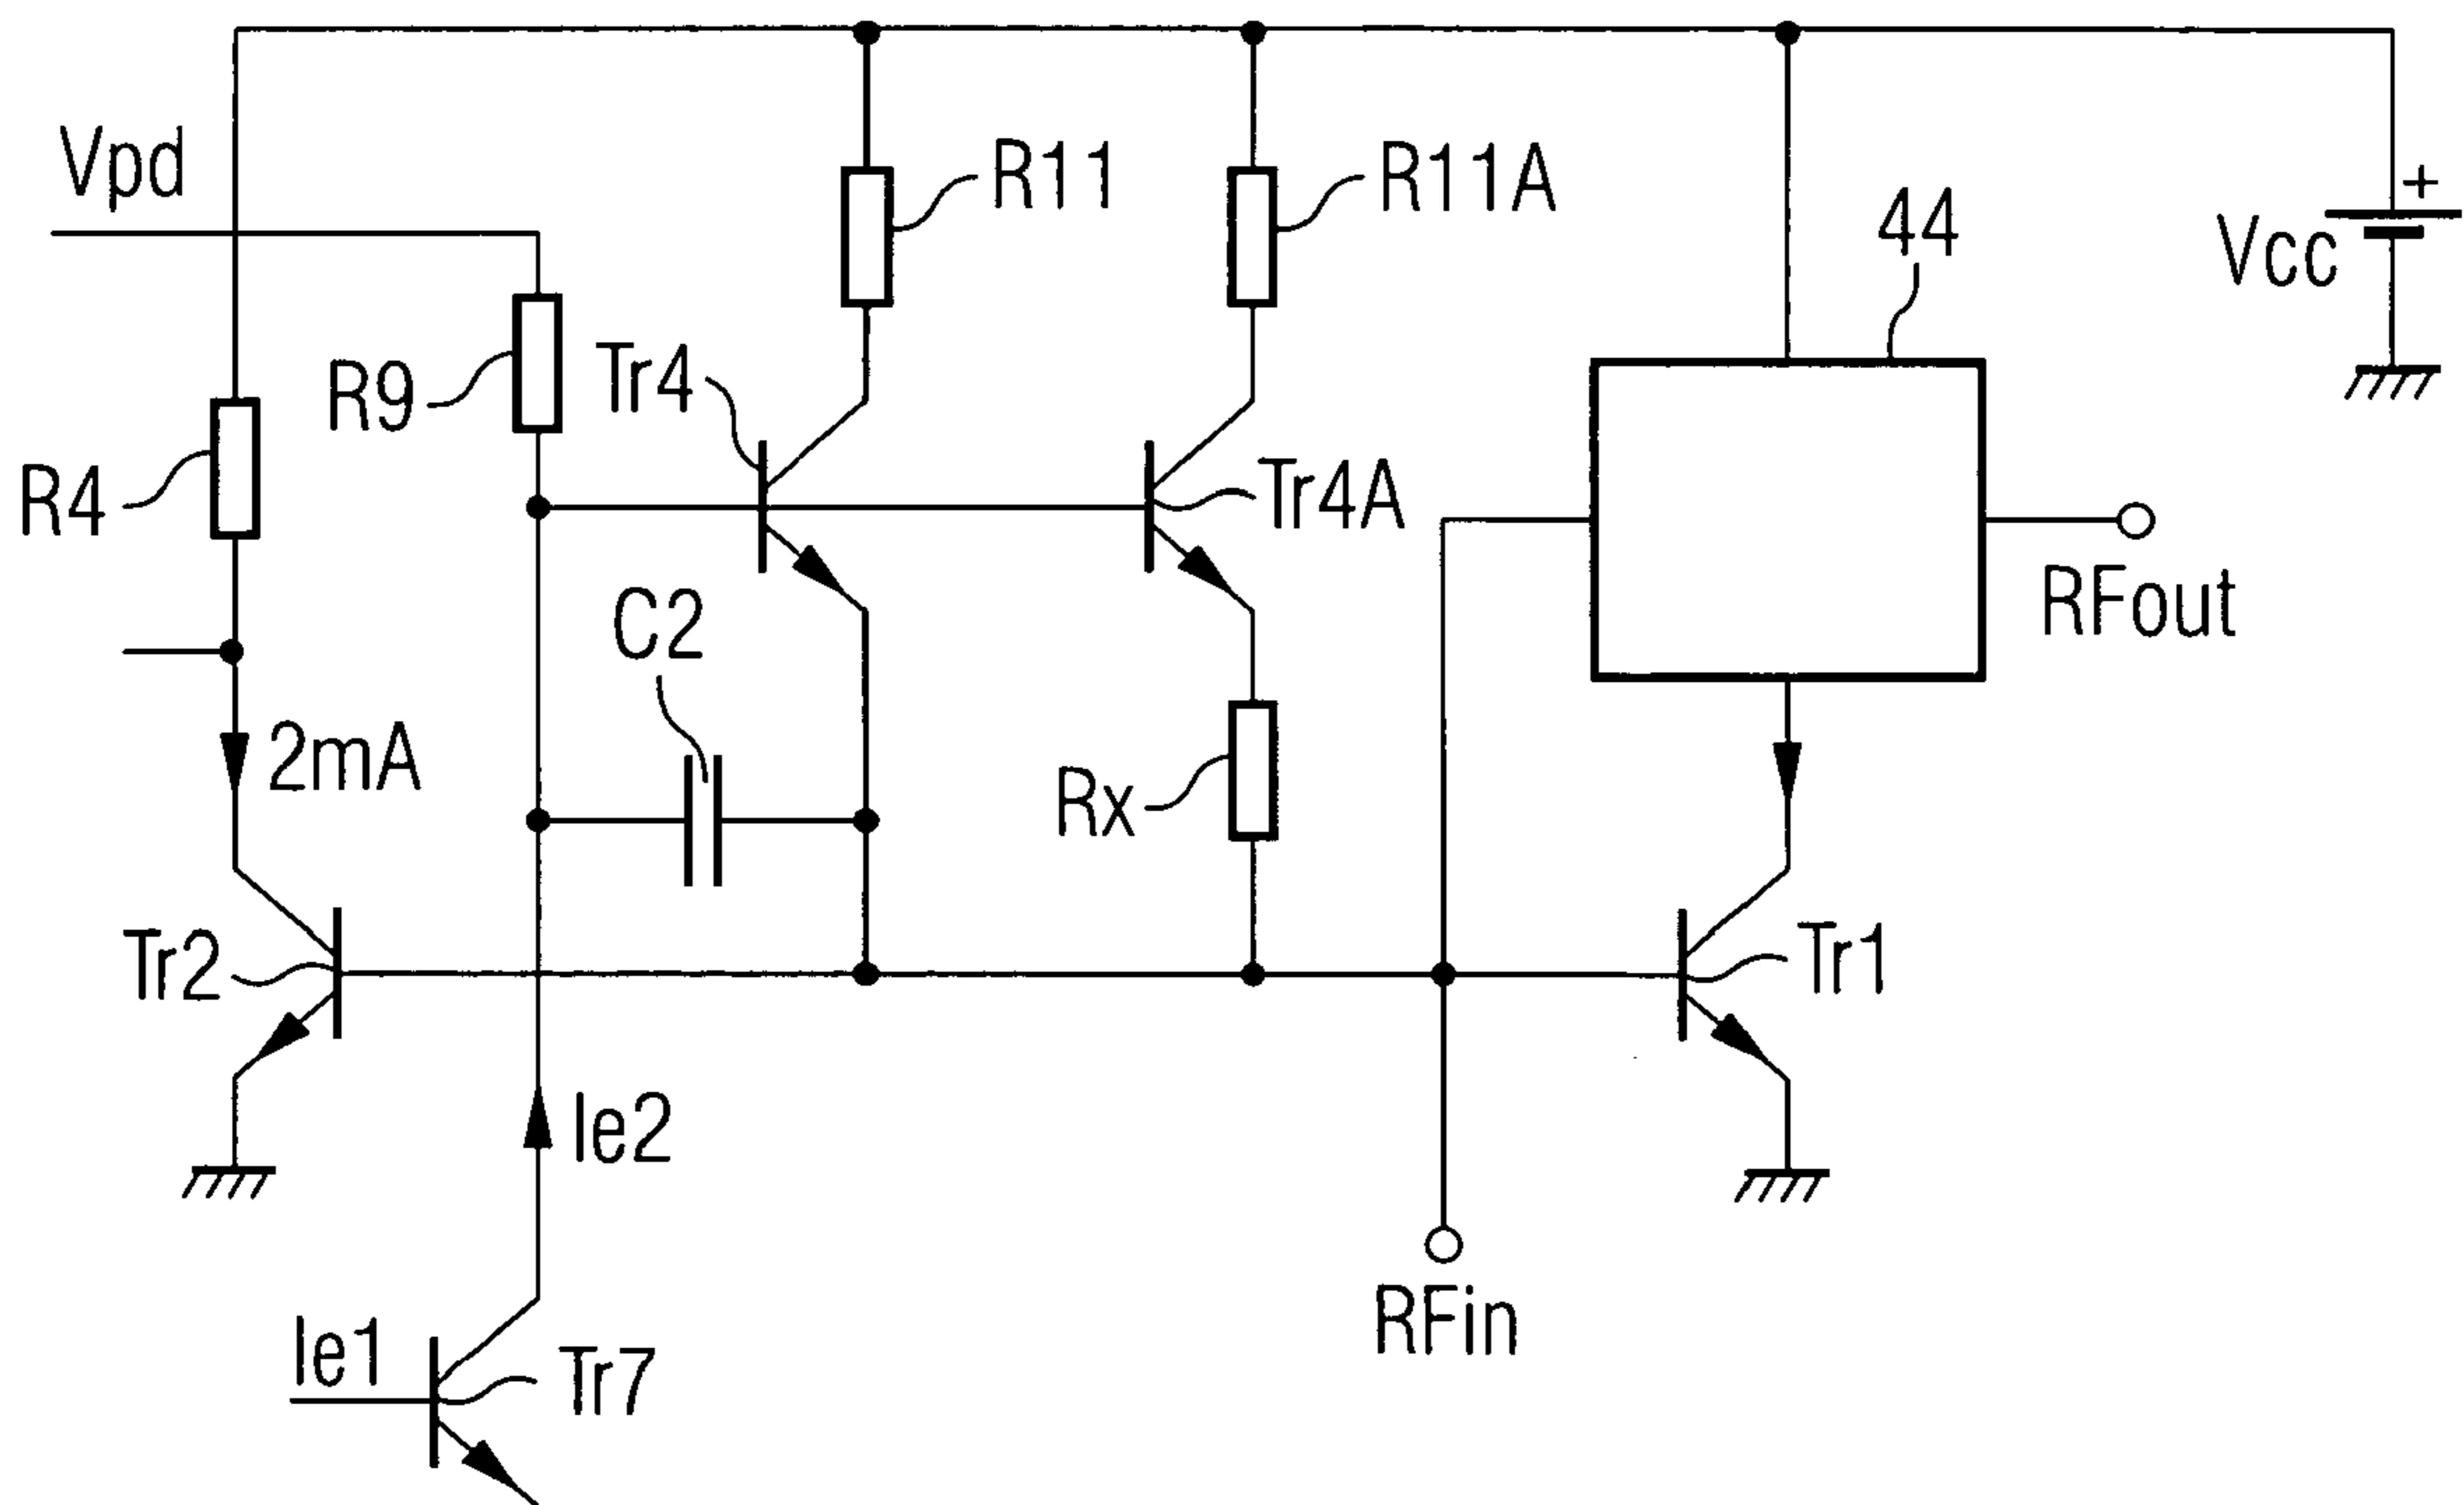 Vpd
R11
R11A
44
+
Vcc
R9
Tr4
R4
Tr4A
C2
RFout
2mA
Rx
Tr2
Tr1
Ie2
RFin
Ie1
Tr7